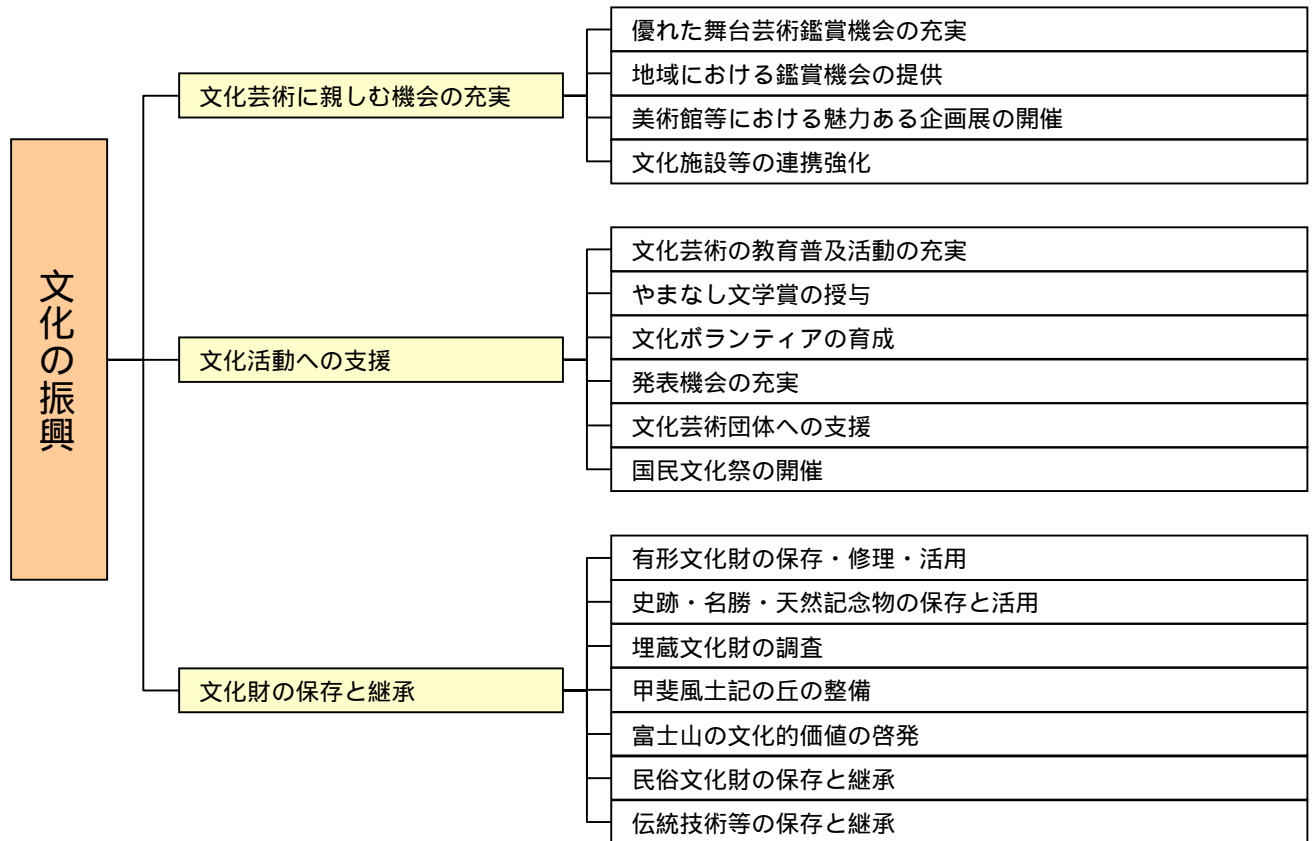 文化の振興
文化芸術に親しむ機会の充実
優れた舞台芸術鑑賞機会の充実
地域における鑑賞機会の提供
美術館等における魅力ある企画展の開催
文化施設等の連携強化
文化活動への支援
文化芸術の教育普及活動の充実
やまなし文学賞の授与
文化ボランティアの育成
発表機会の充実
文化芸術団体への支援
国民文化祭の開催
文化財の保存と継承
有形文化財の保存・修理・活用
史跡・名勝・天然記念物の保存と活用
埋蔵文化財の調査
甲斐風土記の丘の整備
富士山の文化的価値の啓発
民俗文化財の保存と継承
伝統技術等の保存と継承